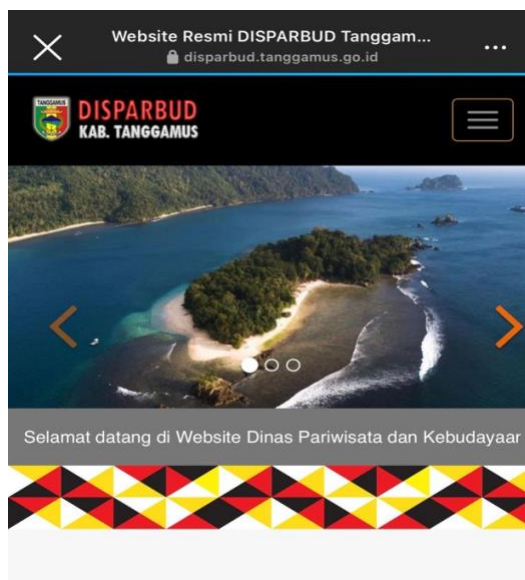 Website Resmi DISPARBUD Tanggam...
disparbud.tanggamus.go.id
TANGGAMUS
DISPARBUD
KAB. TANGGAMUS
Selamat datang di Website Dinas Pariwisata dan Kebudayaar